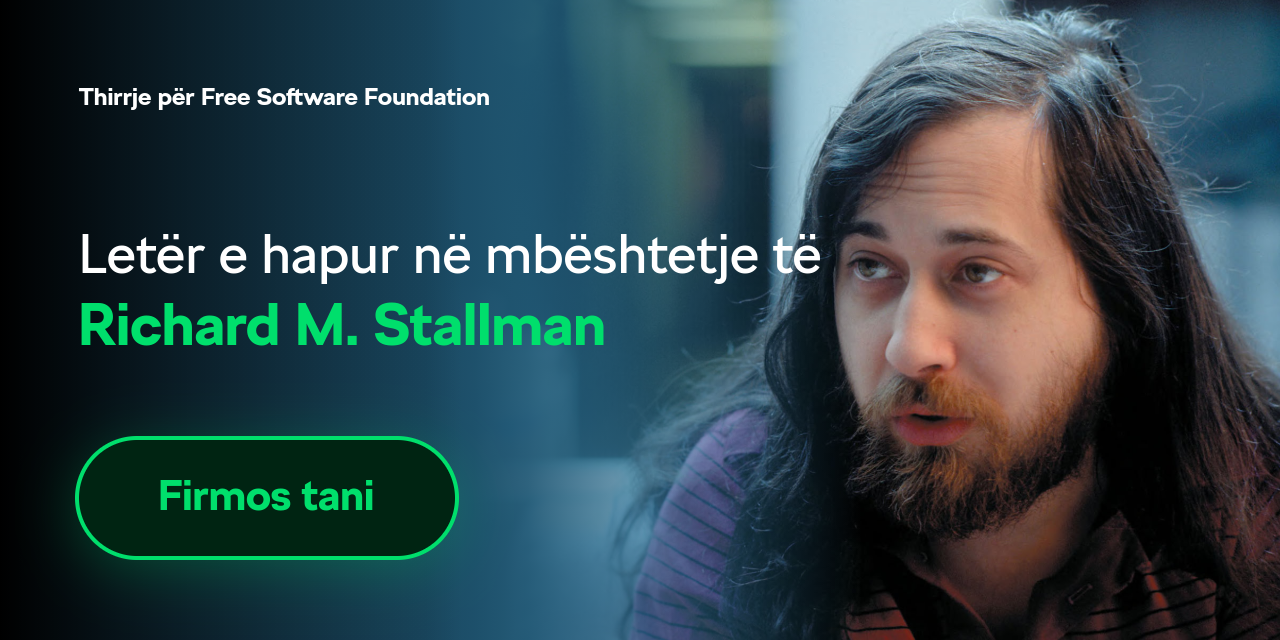 Thirrje për Free Software Foundation
Letër e hapur në mbështetje të
Richard M. Stallman
Firmos tani